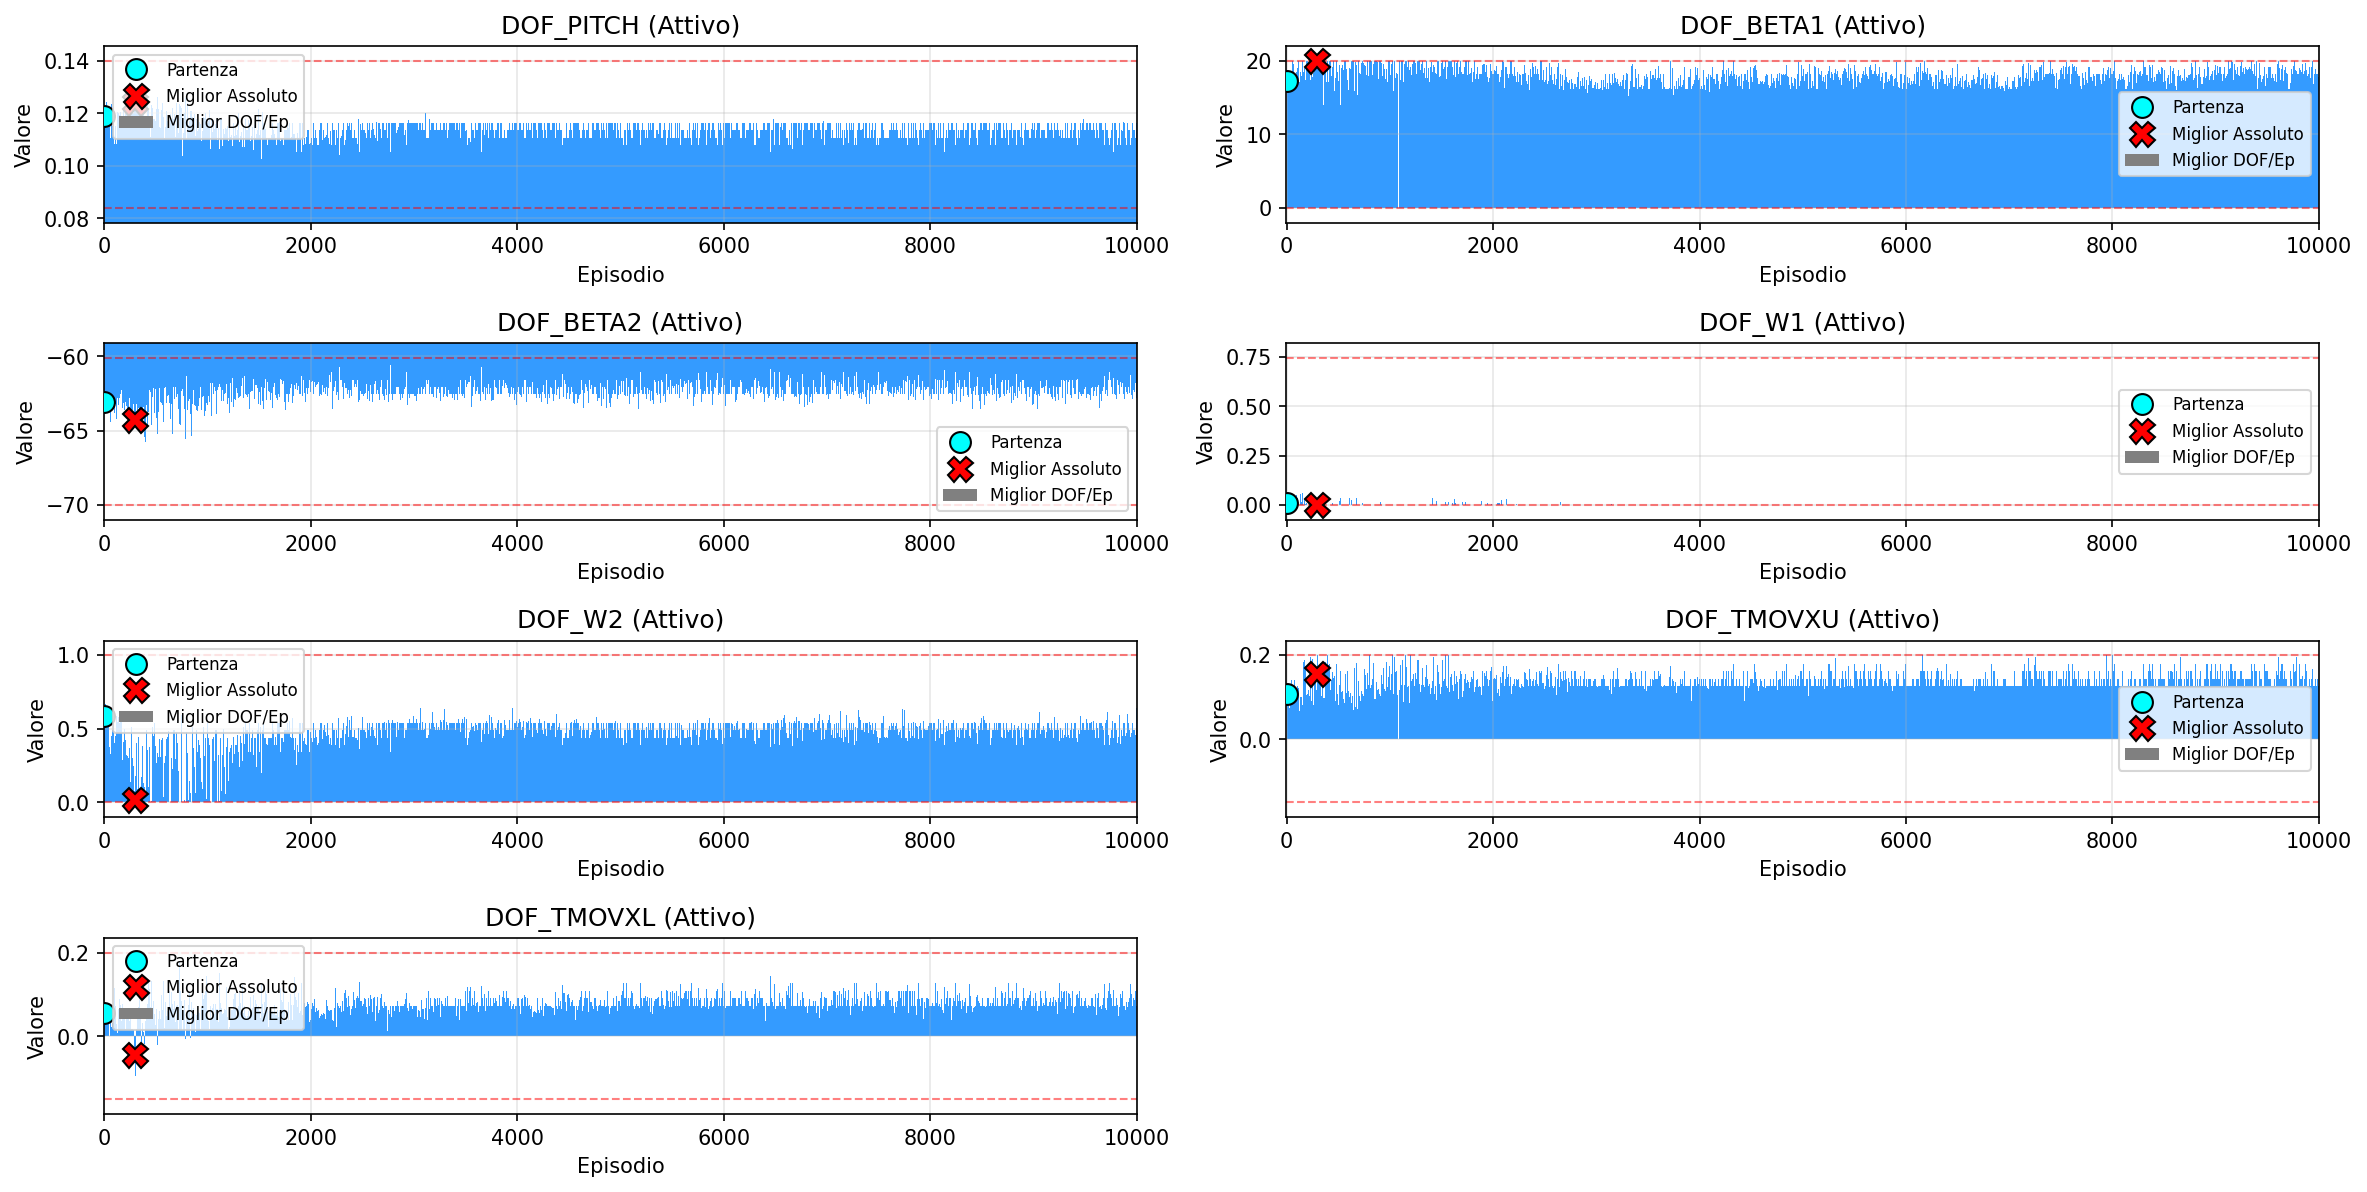 DOF_PITCH (Attivo)
0.14
0.12
0.10
0.08
Valore
Partenza
Miglior Assoluto
Miglior DOF/Ep
0 2000 4000 6000 8000 10000
Episodio
DOF_BETA1 (Attivo)
20
10
0
Valore
Partenza
Miglior Assoluto
Miglior DOF/Ep
0 2000 4000 6000 8000 10000
Episodio
DOF_BETA2 (Attivo)
−60
−65
−70
Valore
Partenza
Miglior Assoluto
Miglior DOF/Ep
0 2000 4000 6000 8000 10000
Episodio
DOF_W1 (Attivo)
0.75
0.50
0.25
0.00
Valore
Partenza
Miglior Assoluto
Miglior DOF/Ep
0 2000 4000 6000 8000 10000
Episodio
DOF_W2 (Attivo)
1.0
0.5
0.0
Valore
Partenza
Miglior Assoluto
Miglior DOF/Ep
0 2000 4000 6000 8000 10000
Episodio
DOF_TMOVXU (Attivo)
0.2
0.0
Valore
Partenza
Miglior Assoluto
Miglior DOF/Ep
0 2000 4000 6000 8000 10000
Episodio
DOF_TMOVXL (Attivo)
0.2
0.0
Valore
Partenza
Miglior Assoluto
Miglior DOF/Ep
0 2000 4000 6000 8000 10000
Episodio